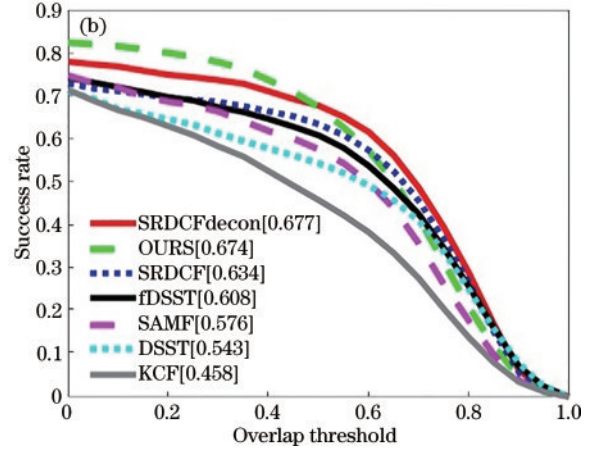 (b)
0.9
0.8
0.7
0.6
0.5
0.4
0.3
0.2
0.1
0
Success rate
SRDCFdecon[0.677]
OURS[0.674]
SRDCF[0.634]
fDSST[0.608]
SAMF[0.576]
DSST[0.543]
KCF[0.458]
0 0.2 0.4 0.6 0.8 1.0
Overlap threshold